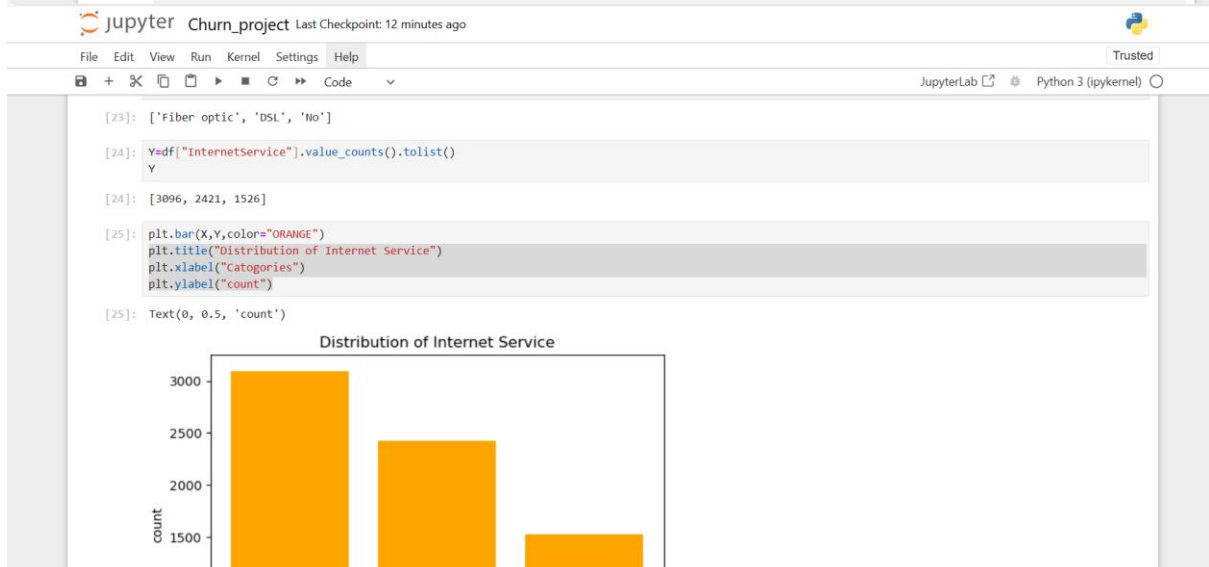 jupyter Churn_project Last Checkpoint: 12 minutes ago
File Edit View Run Kernel Settings Help Trusted
Code JupyterLab Python 3 (ipykernel)
[23]: ['Fiber optic', 'DSL', 'No']
[24]: Y=df["InternetService"].value_counts().tolist()
Y
[24]: [3096, 2421, 1526]
[25]: plt.bar(X,Y,color="ORANGE")
plt.title("Distribution of Internet Service")
plt.xlabel("Catogories")
plt.ylabel("count")
[25]: Text(0, 0.5, 'count')
Distribution of Internet Service
3000
2500
2000
count
1500